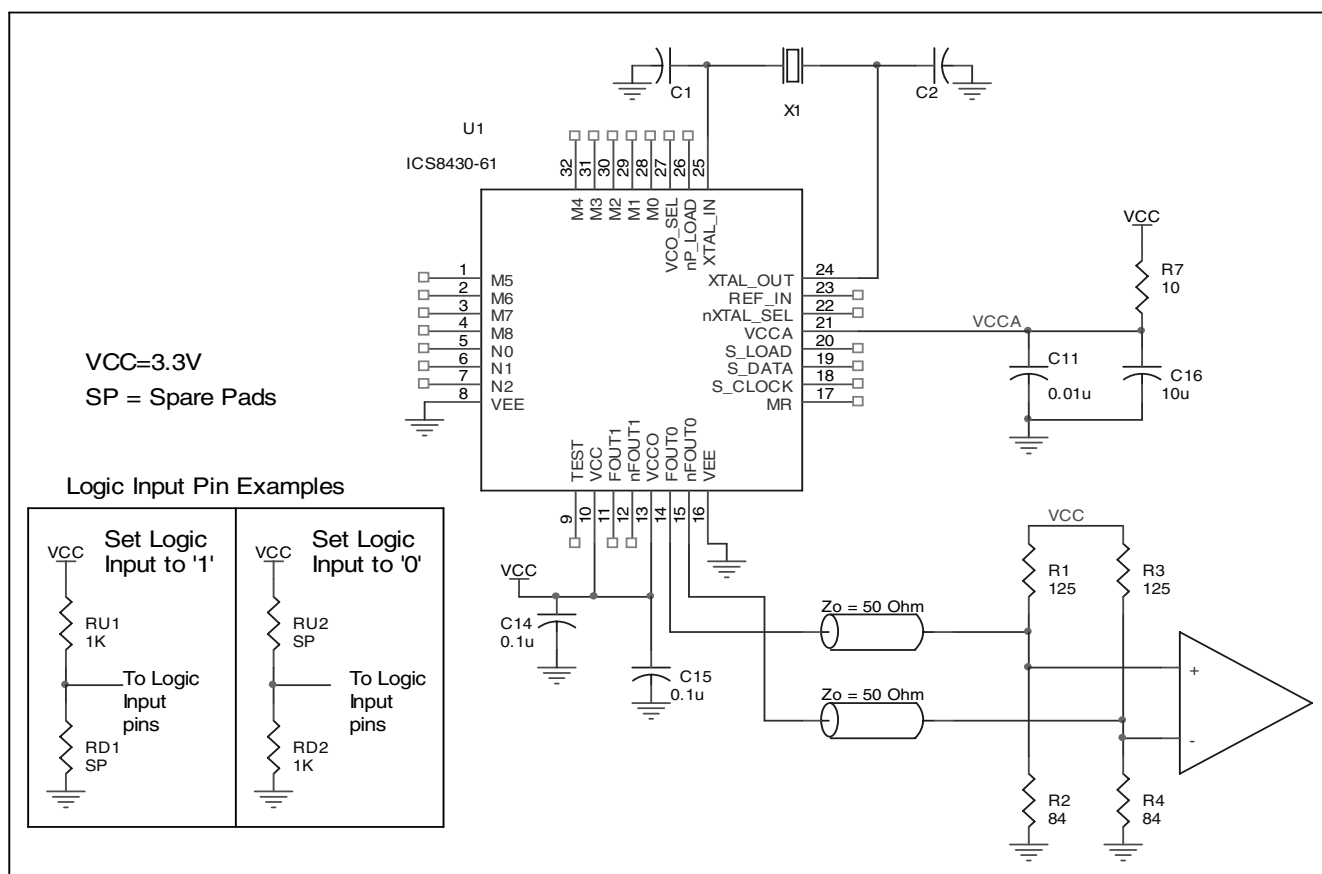 C1
X1
C2
U1
ICS8430-61
32
31
30
29
28
27
26
25
M4
M3
M2
M1
M0
VCO_SEL
nP_LOAD
XTAL_IN
1
2
3
4
5
6
7
8
M5
M6
M7
M8
N0
N1
N2
VEE
XTAL_OUT
REF_IN
nXTAL_SEL
VCCA
S_LOAD
S_DATA
S_CLOCK
MR
24
23
22
21
20
19
18
17
TEST
VCC
FOUT1
nFOUT1
VCCO
FOUT0
nFOUT0
VEE
9
10
11
12
13
14
15
16
VCC
R7
10
VCCA
C11
0.01u
C16
10u
VCC=3.3V
SP = Spare Pads
Logic Input Pin Examples
Set Logic
Input to '1'
VCC
RU1
1K
To Logic
Input
pins
RD1
SP
Set Logic
Input to '0'
VCC
RU2
SP
To Logic
Input
pins
RD2
1K
VCC
C14
0.1u
C15
0.1u
Zo = 50 Ohm
Zo = 50 Ohm
VCC
R1
125
R3
125
+
-
R2
84
R4
84